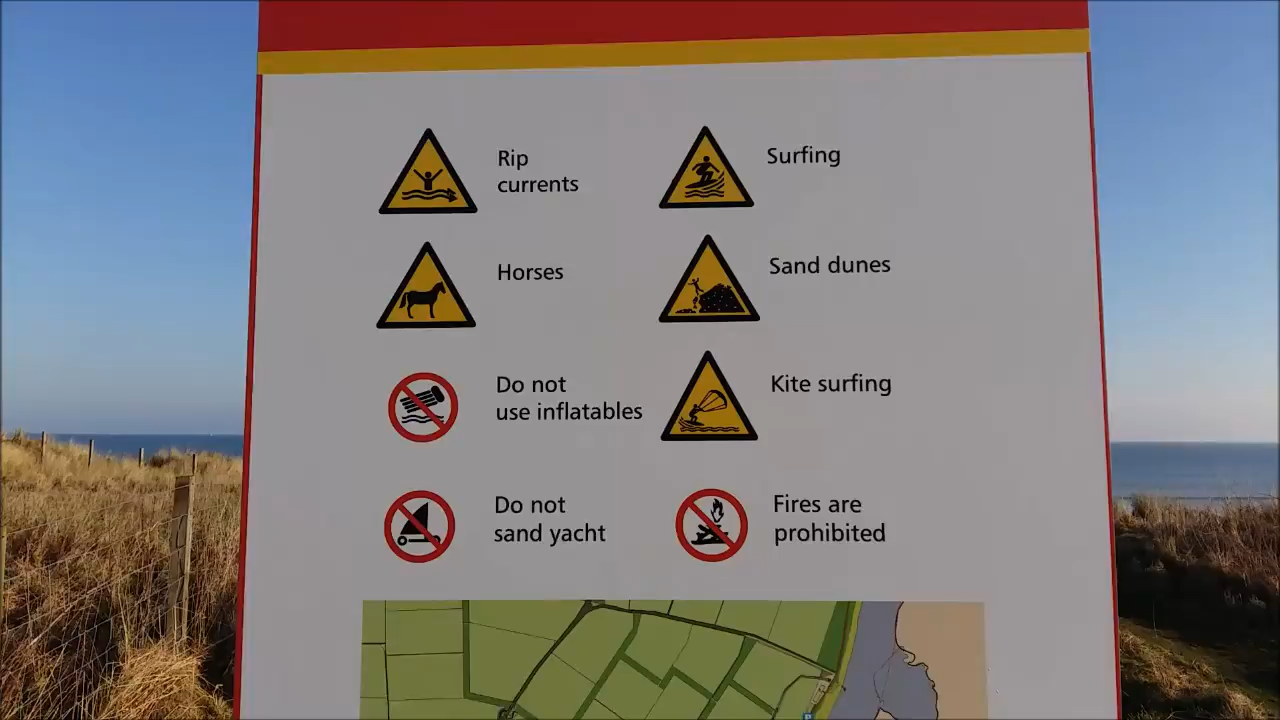 Rip
currents
Surfing
Horses
Sand dunes
Do not
use inflatables
Kite surfing
Do not
sand yacht
Fires are
prohibited
P